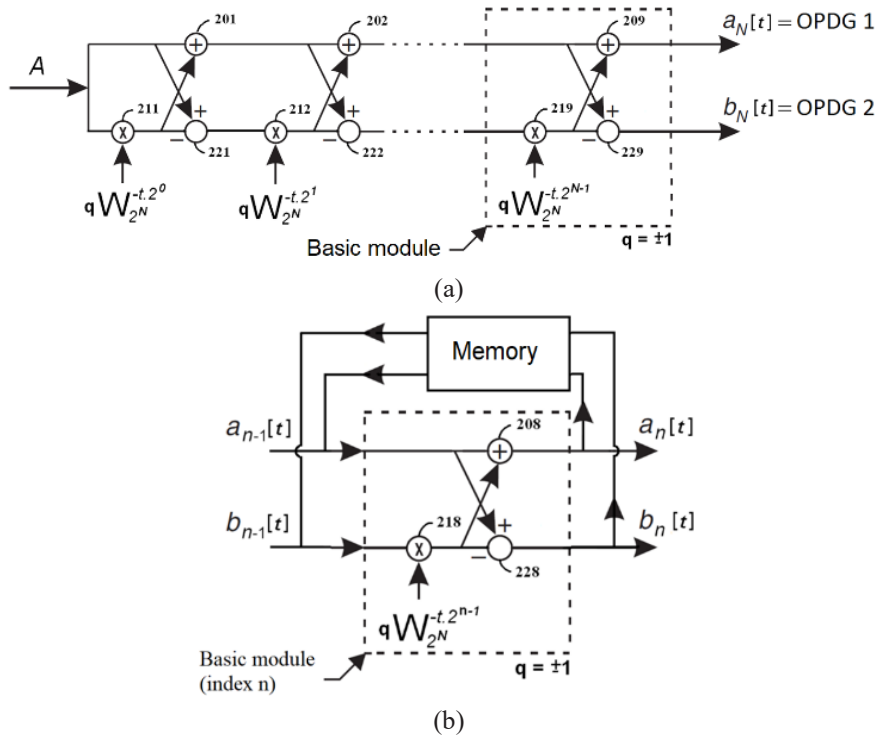 201 202 209
a_N[t] = OPDG 1
A
+ + +
211 212 219
b_N[t] = OPDG 2
x x x
+ + +
− − −
221 222 229
qW_{2^N}^{-t.2^0} qW_{2^N}^{-t.2^1} qW_{2^N}^{-t.2^{N-1}}
Basic module
q = ±1
(a)
Memory
208
a_{n-1}[t] a_n[t]
+
218
b_{n-1}[t] b_n[t]
x
+
−
228
qW_{2^N}^{-t.2^{n-1}}
Basic module
(index n)
q = ±1
(b)